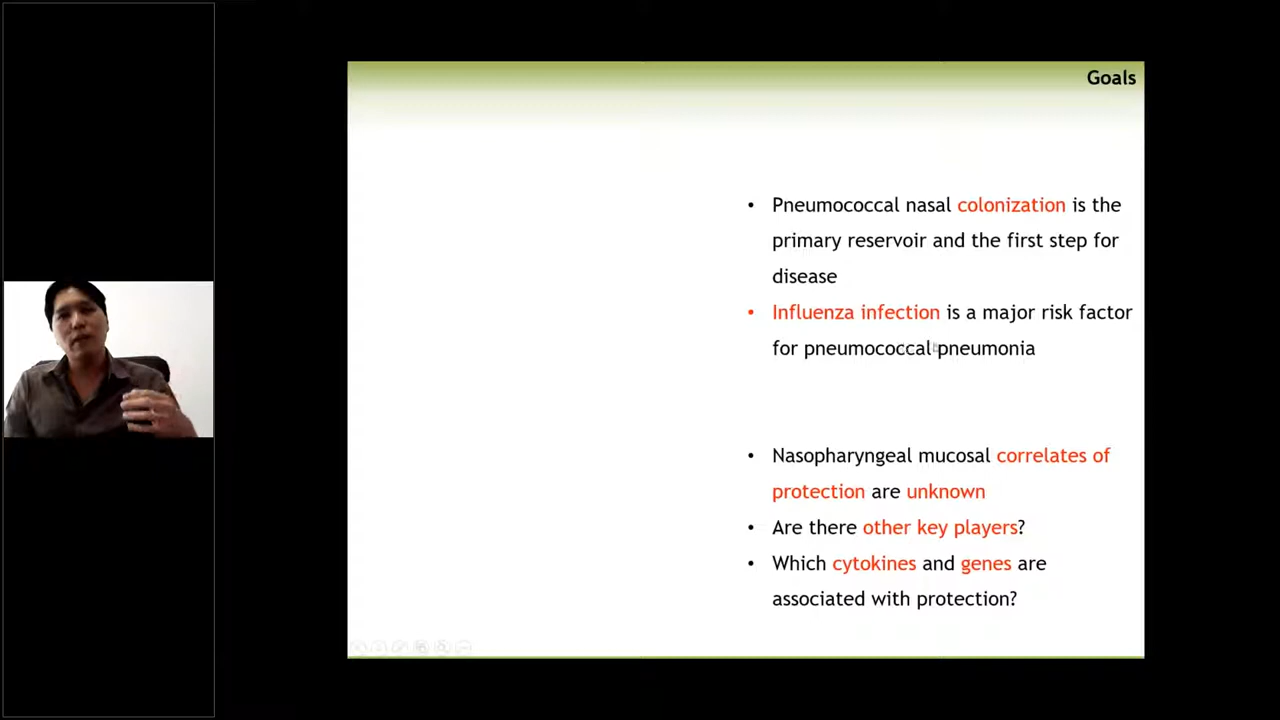 Goals
• Pneumococcal nasal colonization is the
primary reservoir and the first step for
disease
• Influenza infection is a major risk factor
for pneumococcal pneumonia
• Nasopharyngeal mucosal correlates of
protection are unknown
• Are there other key players?
• Which cytokines and genes are
associated with protection?